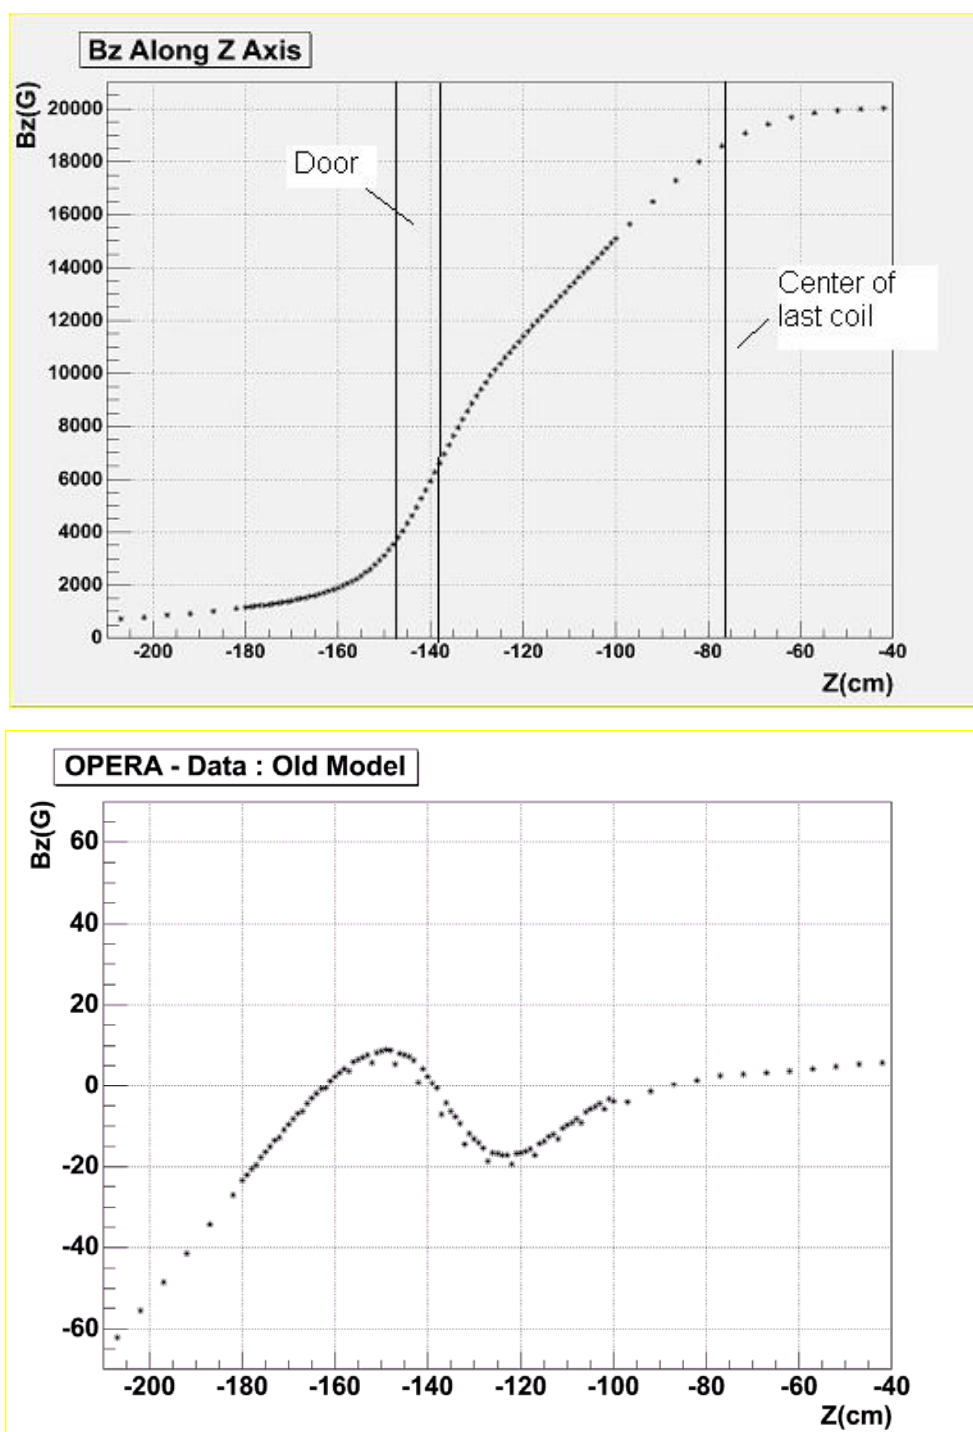 Bz Along Z Axis
Bz(G)
20000
18000
16000
14000
12000
10000
8000
6000
4000
2000
0
Door
Center of
last coil
-200 -180 -160 -140 -120 -100 -80 -60 -40
Z(cm)
OPERA - Data : Old Model
Bz(G)
60
40
20
0
-20
-40
-60
-200 -180 -160 -140 -120 -100 -80 -60 -40
Z(cm)